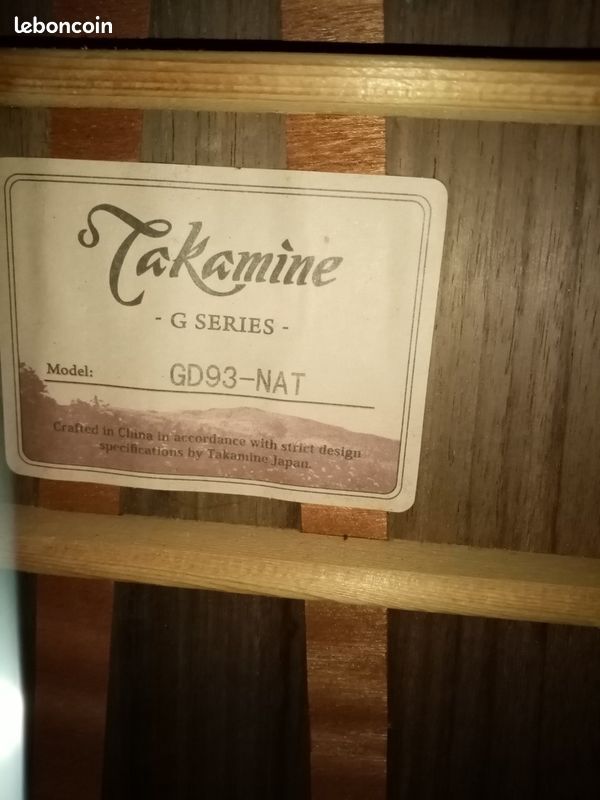 leboncoin
Takamine
- G SERIES -
Model: GD93-NAT
Crafted in China in accordance with strict design
specifications by Takamine Japan.